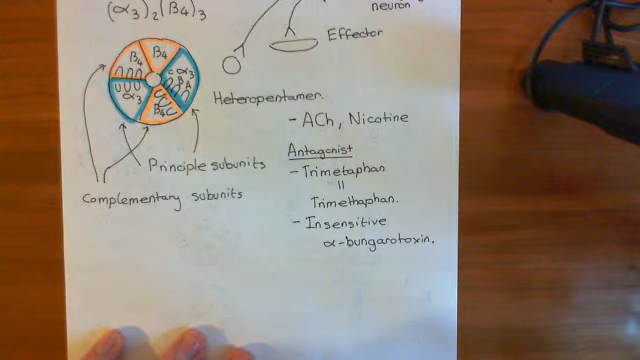 (α3)2(β4)3
neuron
Effector
β4 β4
α3 α3
β4
Heteropentamer.
- ACh, Nicotine
Antagonist
- Trimetaphan
=
Trimethaphan.
- Insensitive
α-bungarotoxin.
Principle subunits
Complementary subunits